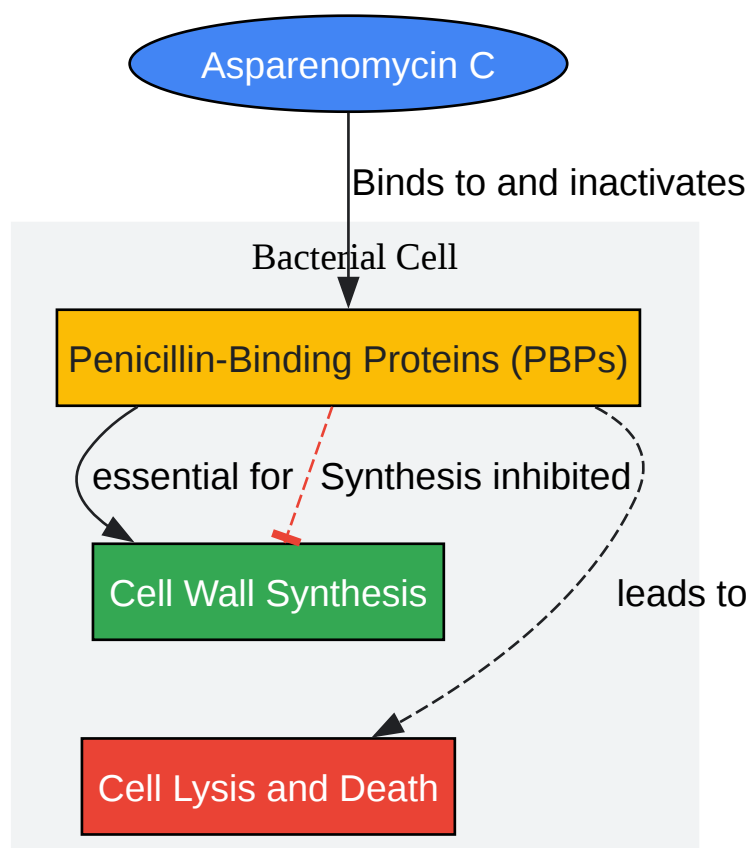 Asparenomycin C
Binds to and inactivates
Bacterial Cell
Penicillin-Binding Proteins (PBPs)
essential for
Synthesis inhibited
Cell Wall Synthesis
leads to
Cell Lysis and Death